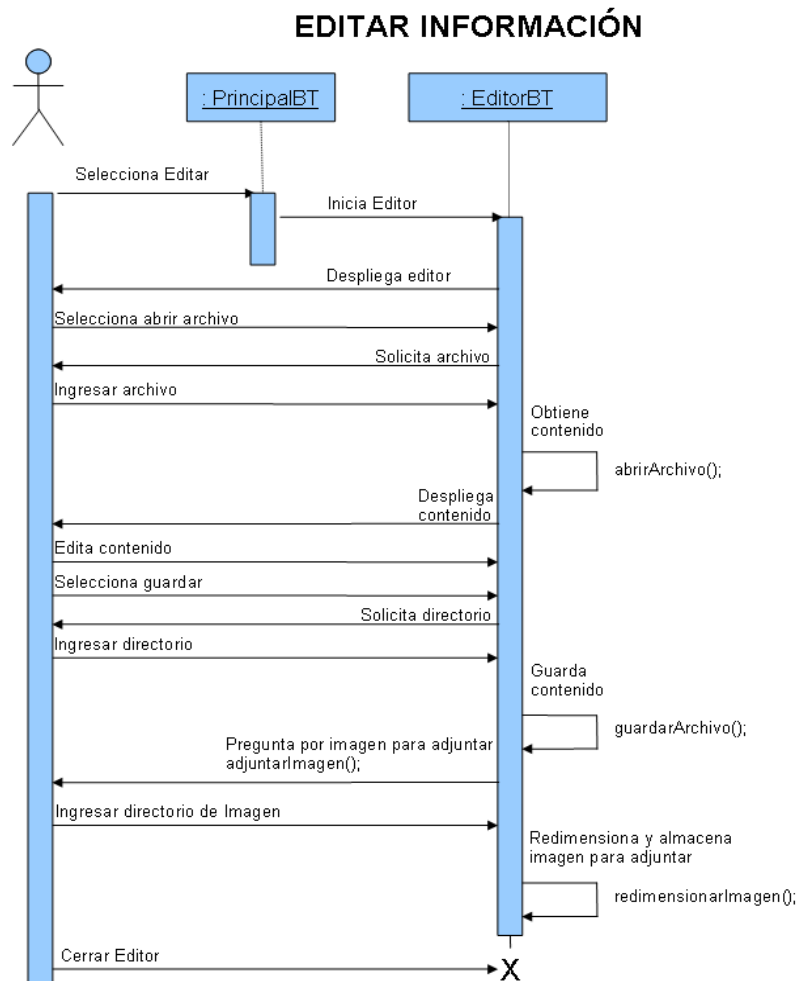 EDITAR INFORMACIÓN
: PrincipalBT
: EditorBT
Selecciona Editar
Inicia Editor
Despliega editor
Selecciona abrir archivo
Solicita archivo
Ingresar archivo
Obtiene
contenido
abrirArchivo();
Despliega
contenido
Edita contenido
Selecciona guardar
Solicita directorio
Ingresar directorio
Guarda
contenido
guardarArchivo();
Pregunta por imagen para adjuntar
adjuntarImagen();
Ingresar directorio de Imagen
Redimensiona y almacena
imagen para adjuntar
redimensionarImagen();
Cerrar Editor
X